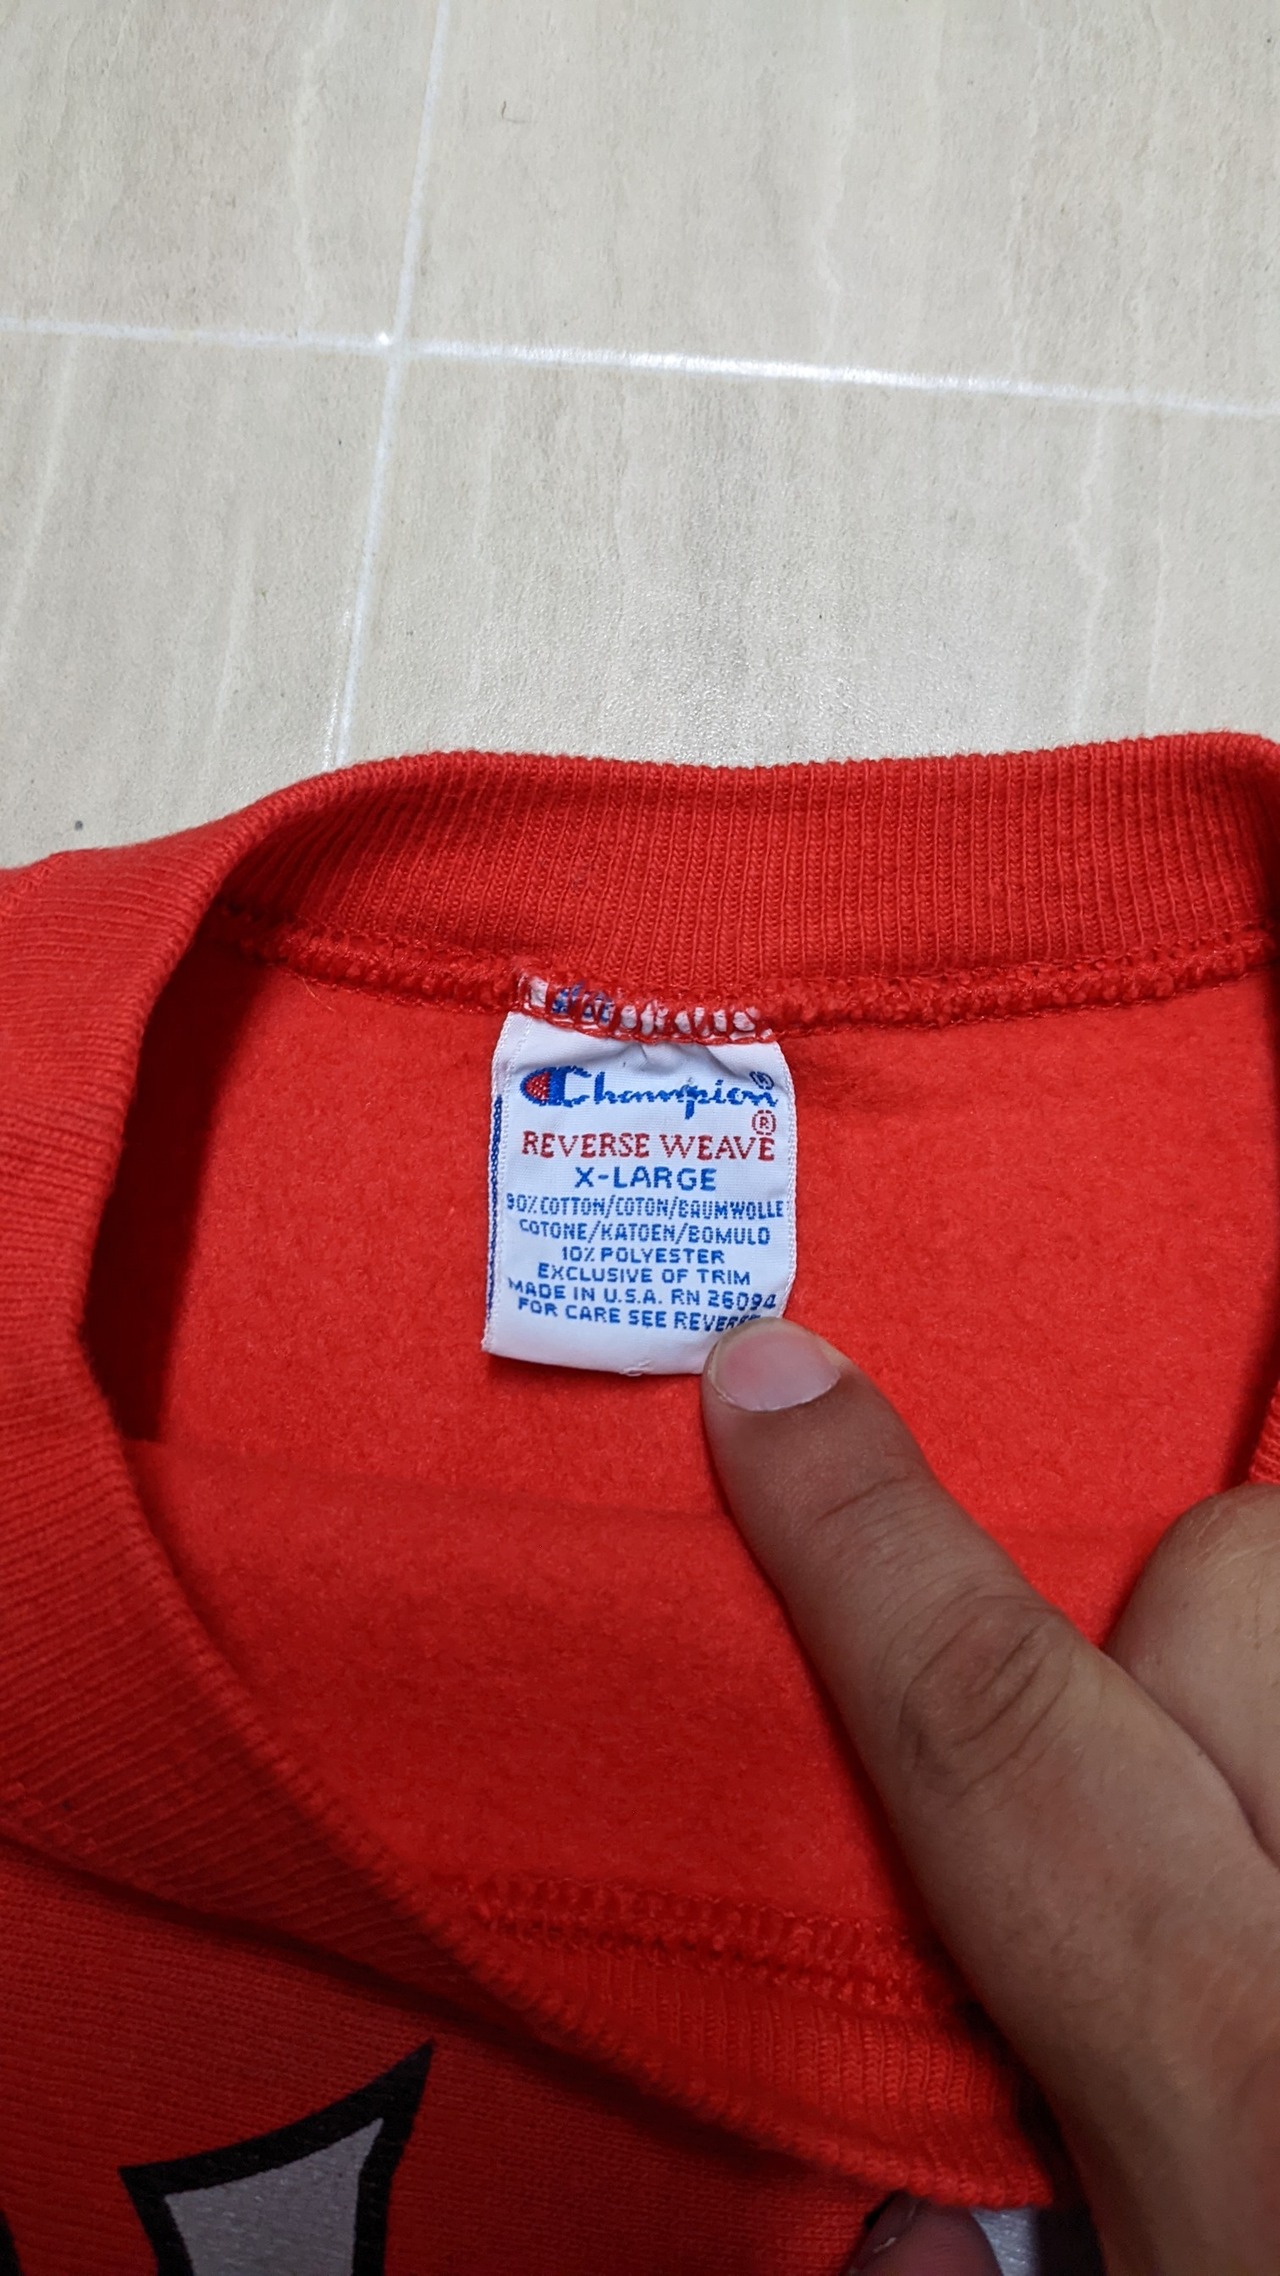 Champion®
®
REVERSE WEAVE
X-LARGE
90% COTTON/COTON/BAUMWOLLE
COTONE/KATOEN/BOMULD
10% POLYESTER
EXCLUSIVE OF TRIM
MADE IN U.S.A. RN 26094
FOR CARE SEE REVERSE